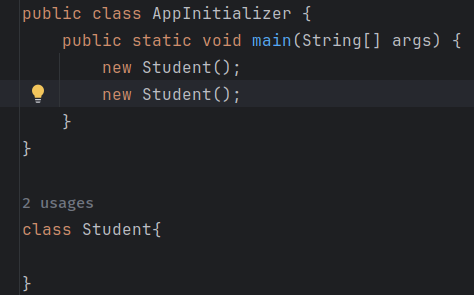 public class AppInitializer {
    public static void main(String[] args) {
        new Student();
        new Student();
    }
}
2 usages
class Student{
}